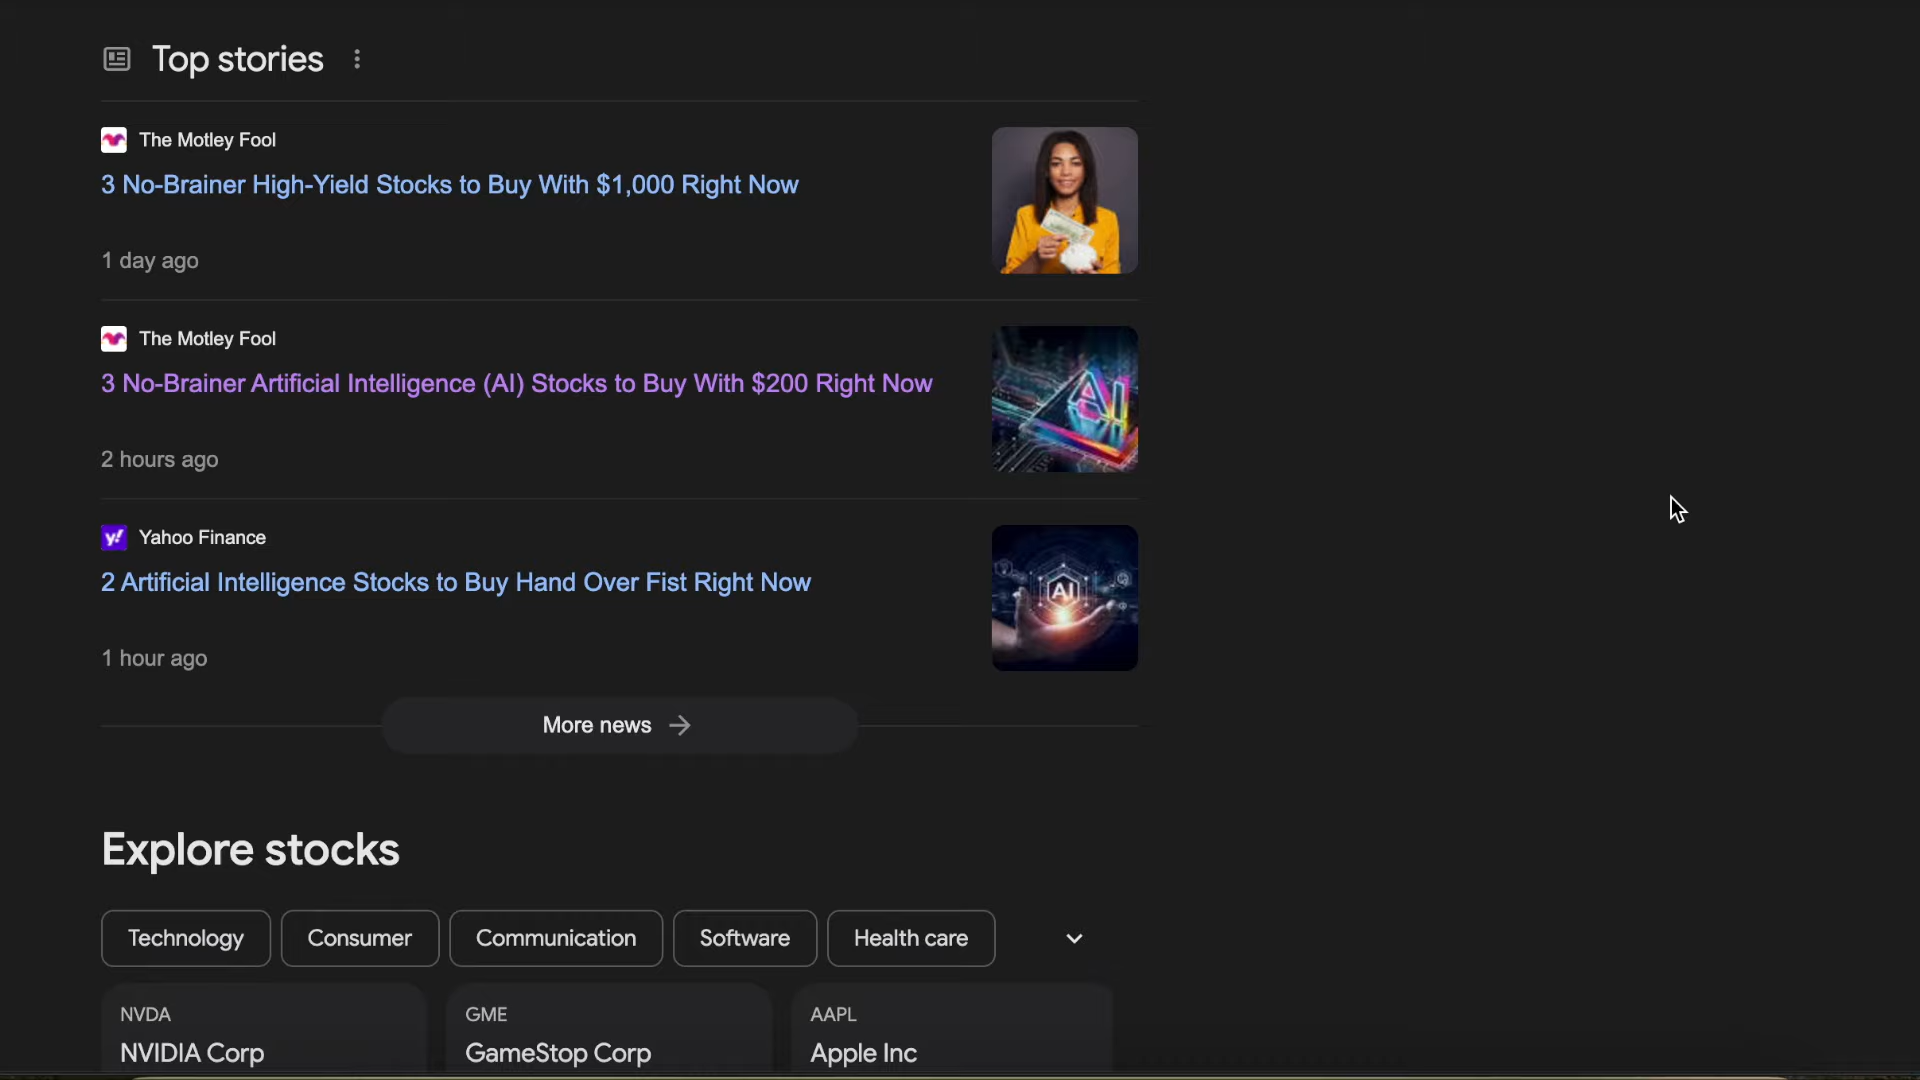 Top stories
The Motley Fool
3 No-Brainer High-Yield Stocks to Buy With $1,000 Right Now
1 day ago
The Motley Fool
3 No-Brainer Artificial Intelligence (AI) Stocks to Buy With $200 Right Now
2 hours ago
AI
y!
Yahoo Finance
2 Artificial Intelligence Stocks to Buy Hand Over Fist Right Now
1 hour ago
AI
More news
Explore stocks
Technology Consumer Communication Software Health care
NVDA GME AAPL
NVIDIA Corp GameStop Corp Apple Inc